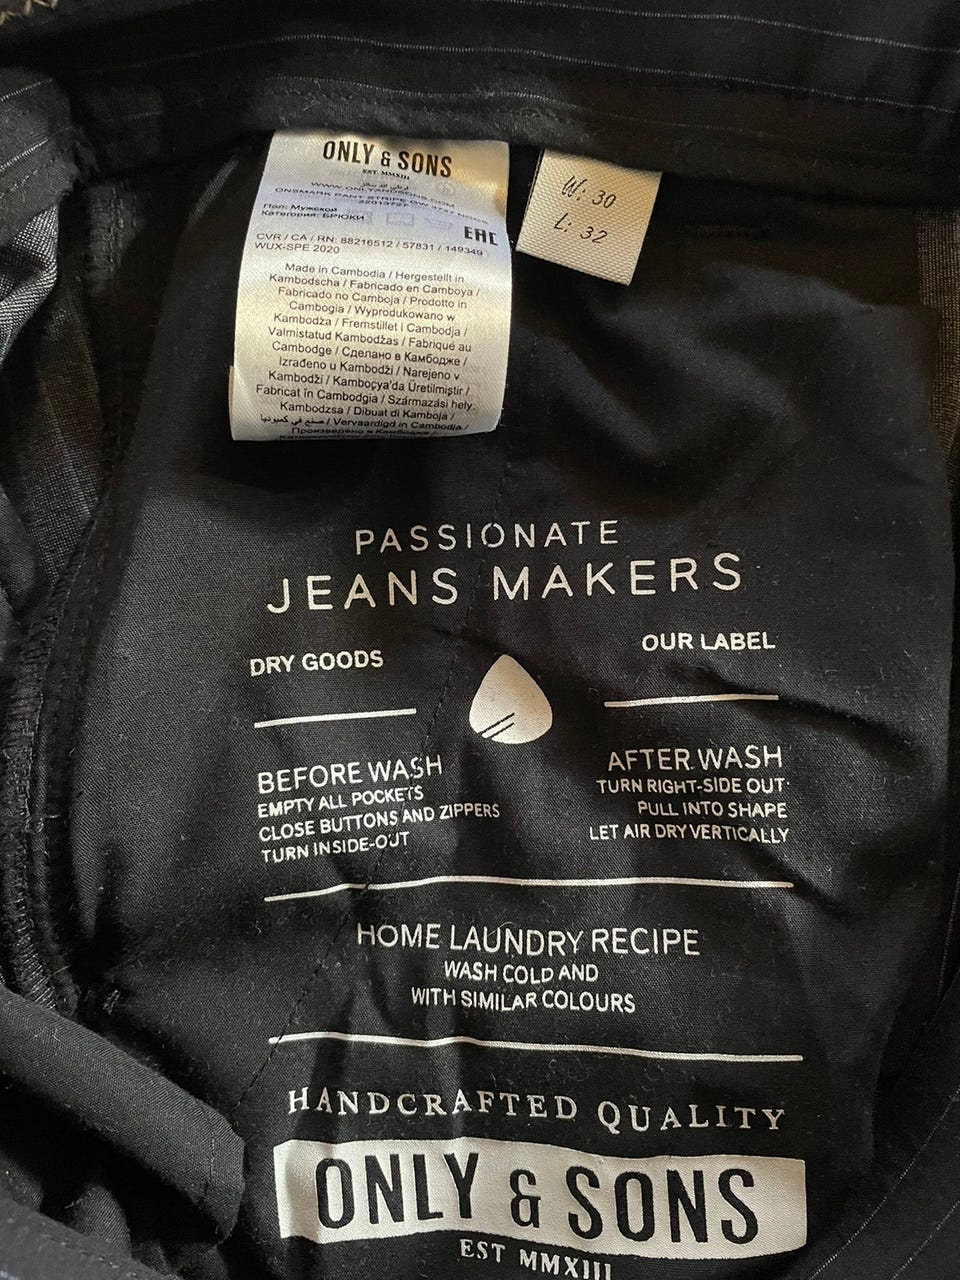 ONLY & SONS
EST MMXIII
WWW.ONLYANDSONS.COM
ONSMARK PANT STRIPE GW 3727 NOOS
22013727
Пол: Мужской
Категория: БРЮКИ
EAC
CVR / CA / RN: 88216512 / 57831 / 149349
WUX-SPE 2020
Made in Cambodia / Hergestellt in
Kambodscha / Fabricado en Camboya /
Fabricado no Camboja / Prodotto in
Cambogia / Wyprodukowano w
Kambodża / Fremstillet i Cambodja /
Valmistatud Kambodžas / Fabriqué au
Cambodge / Сделано в Камбодже /
Izrađeno u Kambodži / Narejeno v
Kambodži / Kamboçya'da Üretilmiştir /
Fabricat în Cambodgia / Származási hely:
Kambodzsa / Dibuat di Kamboja /
صنع في كمبوديا / Vervaardigd in Cambodja /
Произведено в Камбодже /
W: 30
L: 32
PASSIONATE
JEANS MAKERS
DRY GOODS
OUR LABEL
BEFORE WASH
EMPTY ALL POCKETS
CLOSE BUTTONS AND ZIPPERS
TURN INSIDE-OUT
AFTER WASH
TURN RIGHT-SIDE OUT
PULL INTO SHAPE
LET AIR DRY VERTICALLY
HOME LAUNDRY RECIPE
WASH COLD AND
WITH SIMILAR COLOURS
HANDCRAFTED QUALITY
ONLY & SONS
EST MMXIII